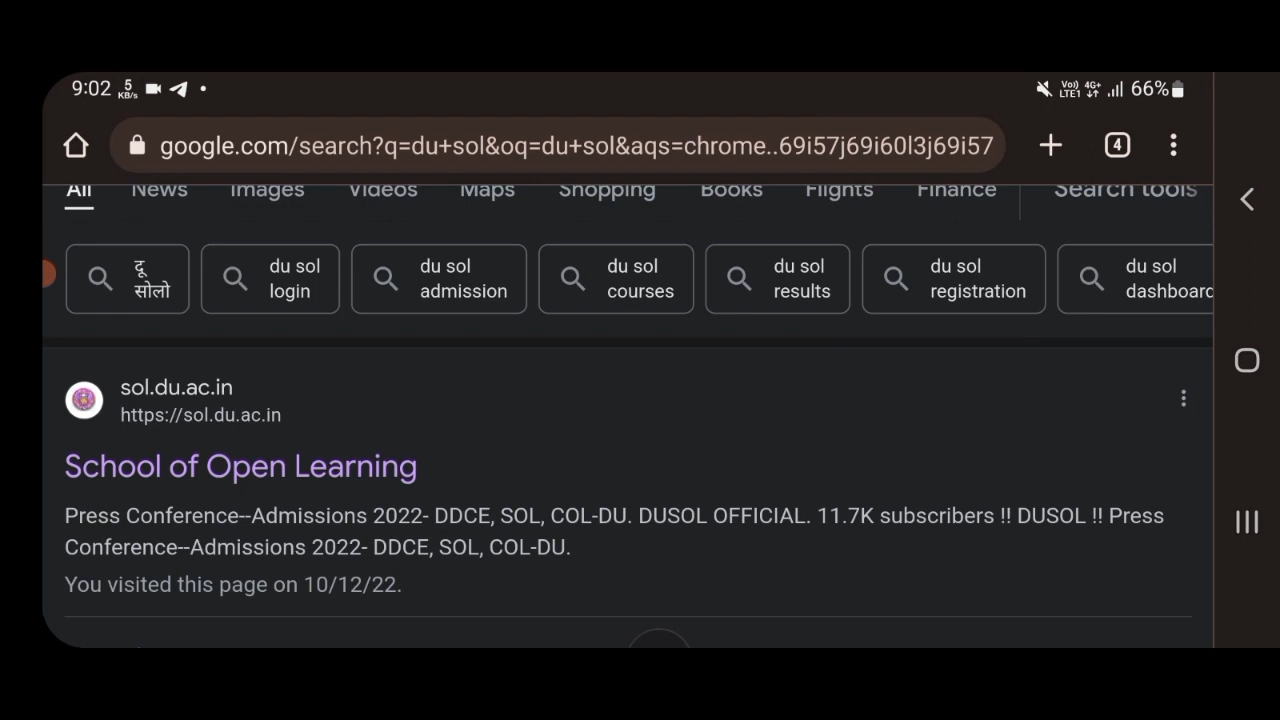 9:02 5 KB/s Vo)) LTE1 4G+ 66%
google.com/search?q=du+sol&oq=du+sol&aqs=chrome..69i57j69i60l3j69i57 4
All News Images Videos Maps Shopping Books Flights Finance Search tools
दू du sol du sol du sol du sol du sol du sol
सोलो login admission courses results registration dashboard
sol.du.ac.in
https://sol.du.ac.in
School of Open Learning
Press Conference--Admissions 2022- DDCE, SOL, COL-DU. DUSOL OFFICIAL. 11.7K subscribers !! DUSOL !! Press
Conference--Admissions 2022- DDCE, SOL, COL-DU.
You visited this page on 10/12/22.